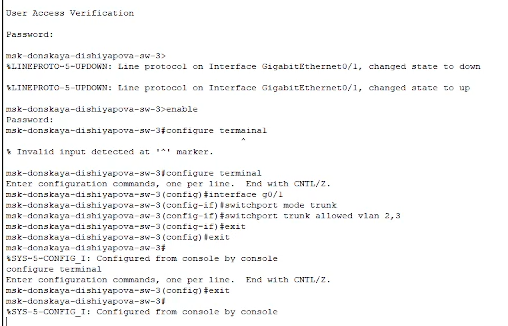 User Access Verification
Password:
msk-donskaya-dishiyapova-sw-3>
%LINEPROTO-5-UPDOWN: Line protocol on Interface GigabitEthernet0/1, changed state to down
%LINEPROTO-5-UPDOWN: Line protocol on Interface GigabitEthernet0/1, changed state to up
msk-donskaya-dishiyapova-sw-3>enable
Password:
msk-donskaya-dishiyapova-sw-3#configure termainal
^
% Invalid input detected at '^' marker.
msk-donskaya-dishiyapova-sw-3#configure terminal
Enter configuration commands, one per line.  End with CNTL/Z.
msk-donskaya-dishiyapova-sw-3(config)#interface g0/1
msk-donskaya-dishiyapova-sw-3(config-if)#switchport mode trunk
msk-donskaya-dishiyapova-sw-3(config-if)#switchport trunk allowed vlan 2,3
msk-donskaya-dishiyapova-sw-3(config-if)#exit
msk-donskaya-dishiyapova-sw-3(config)#exit
msk-donskaya-dishiyapova-sw-3#
%SYS-5-CONFIG_I: Configured from console by console
configure terminal
Enter configuration commands, one per line.  End with CNTL/Z.
msk-donskaya-dishiyapova-sw-3(config)#exit
msk-donskaya-dishiyapova-sw-3#
%SYS-5-CONFIG_I: Configured from console by console